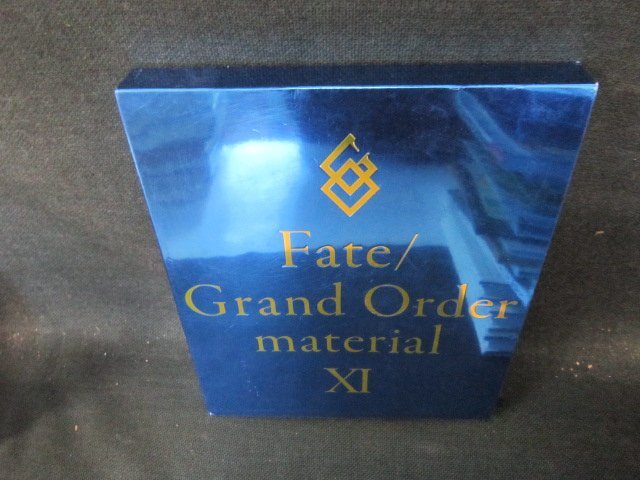 Fate/
Grand Order
material
XI